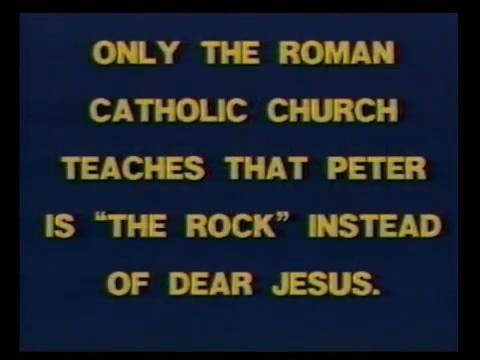 ONLY THE ROMAN
CATHOLIC CHURCH
TEACHES THAT PETER
IS “THE ROCK” INSTEAD
OF DEAR JESUS.